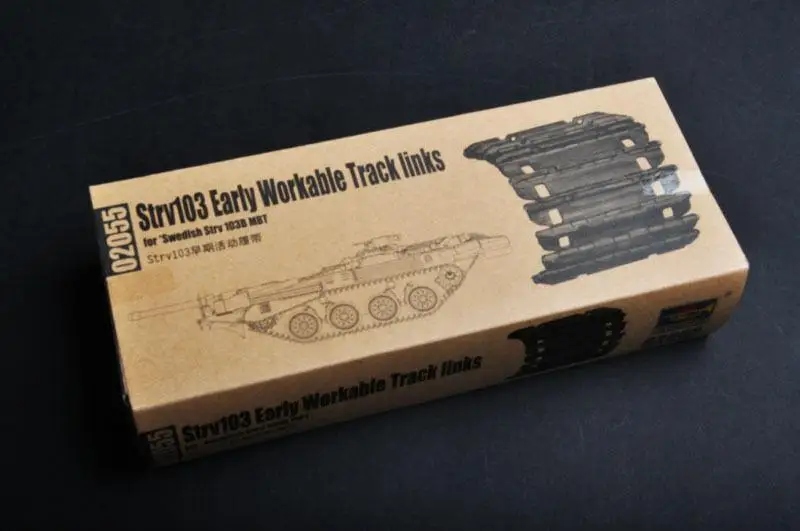 02055
Strv103 Early Workable Track links
for 'Swedish Strv 103B MBT
Strv103早期活动履带
Strv103 Early Workable Track links